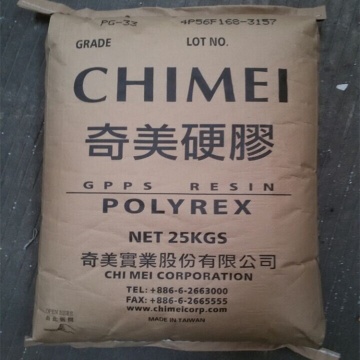 PG-33 4P56F168-3157
GRADE LOT NO.
CHIMEI
奇美硬膠
GPPS RESIN
POLYREX
NET 25KGS
奇美實業股份有限公司
CHI MEI CORPORATION
TEL: +886-6-2663000
FAX: +886-6-2665555
www.chimeicorp.com
MADE IN TAIWAN